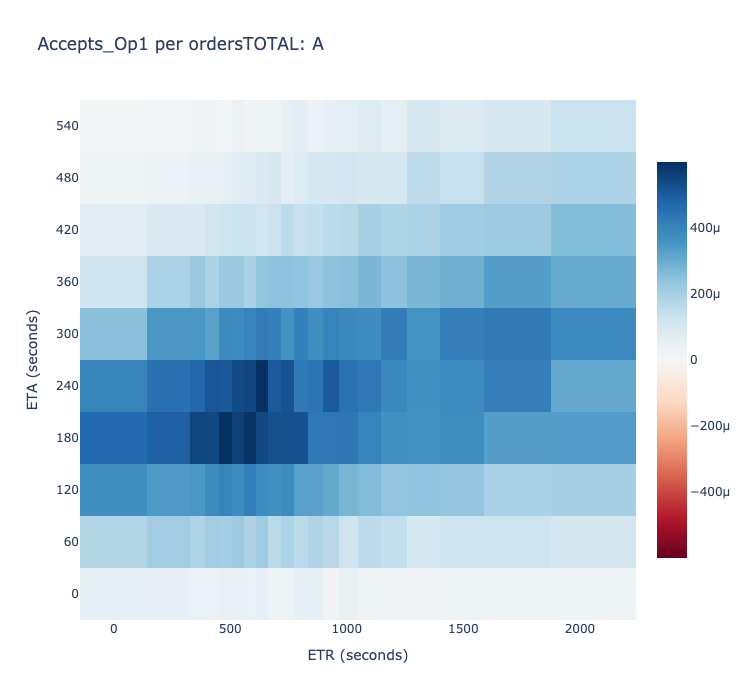 Accepts_Op1 per ordersTOTAL: A
540
480
420
360
300
240
180
120
60
0
ETA (seconds)
0
500
1000
1500
2000
ETR (seconds)
400μ
200μ
0
−200μ
−400μ